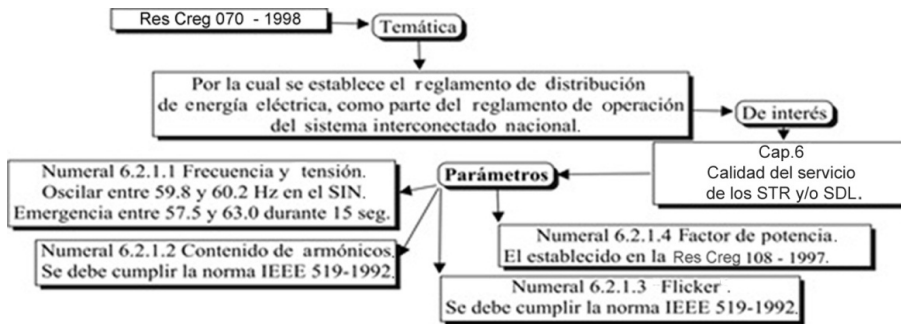 Res Creg 070 - 1998
Temática
Por la cual se establece el reglamento de distribución
de energía eléctrica, como parte del reglamento de operación
del sistema interconectado nacional.
De interés
Cap.6
Calidad del servicio
de los STR y/o SDL.
Parámetros
Numeral 6.2.1.1 Frecuencia y tensión.
Oscilar entre 59.8 y 60.2 Hz en el SIN.
Emergencia entre 57.5 y 63.0 durante 15 seg.
Numeral 6.2.1.2 Contenido de armónicos.
Se debe cumplir la norma IEEE 519-1992.
Numeral 6.2.1.4 Factor de potencia.
El establecido en la Res Creg 108 - 1997.
Numeral 6.2.1.3 Flicker .
Se debe cumplir la norma IEEE 519-1992.